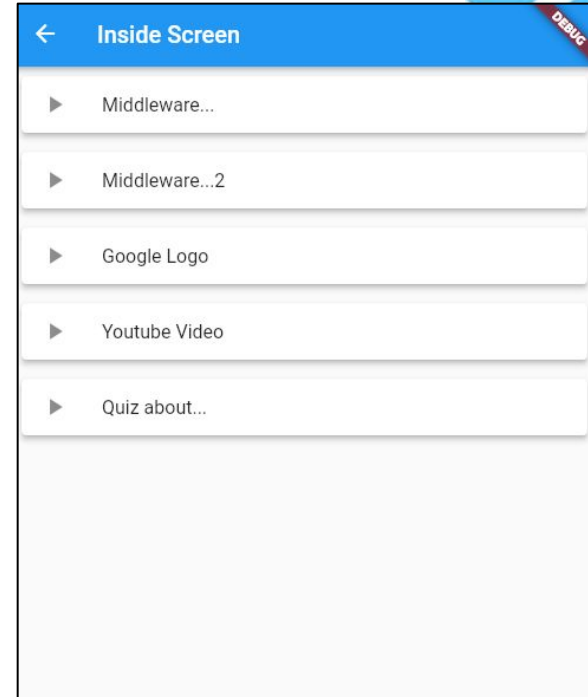 Inside Screen
DEBUG
Middleware...
Middleware...2
Google Logo
Youtube Video
Quiz about...